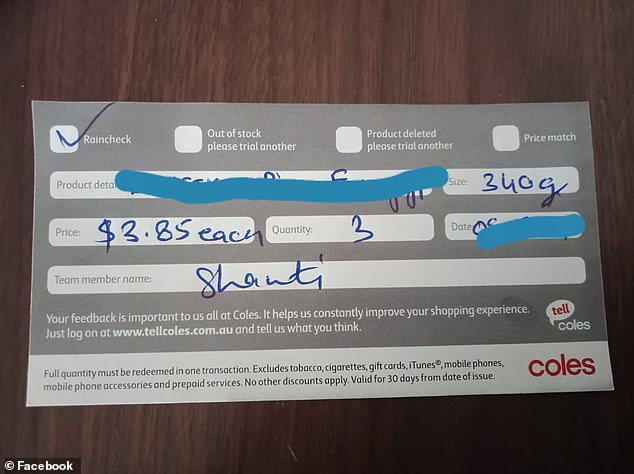 Raincheck
Out of stock
please trial another
Product deleted
please trial another
Price match
Product
Size: 340g
Price: $3.85 each
Quantity: 3
Date
Team member name: Shanti
Your feedback is important to us all at Coles. It helps us constantly improve your shopping experience.
Just log on at www.tellcoles.com.au and tell us what you think.
tell
coles
Full quantity must be redeemed in one transaction. Excludes tobacco, cigarettes, gift cards, iTunes®, mobile phones,
mobile phone accessories and prepaid services. No other discounts apply. Valid for 30 days from date of issue.
coles
© Facebook